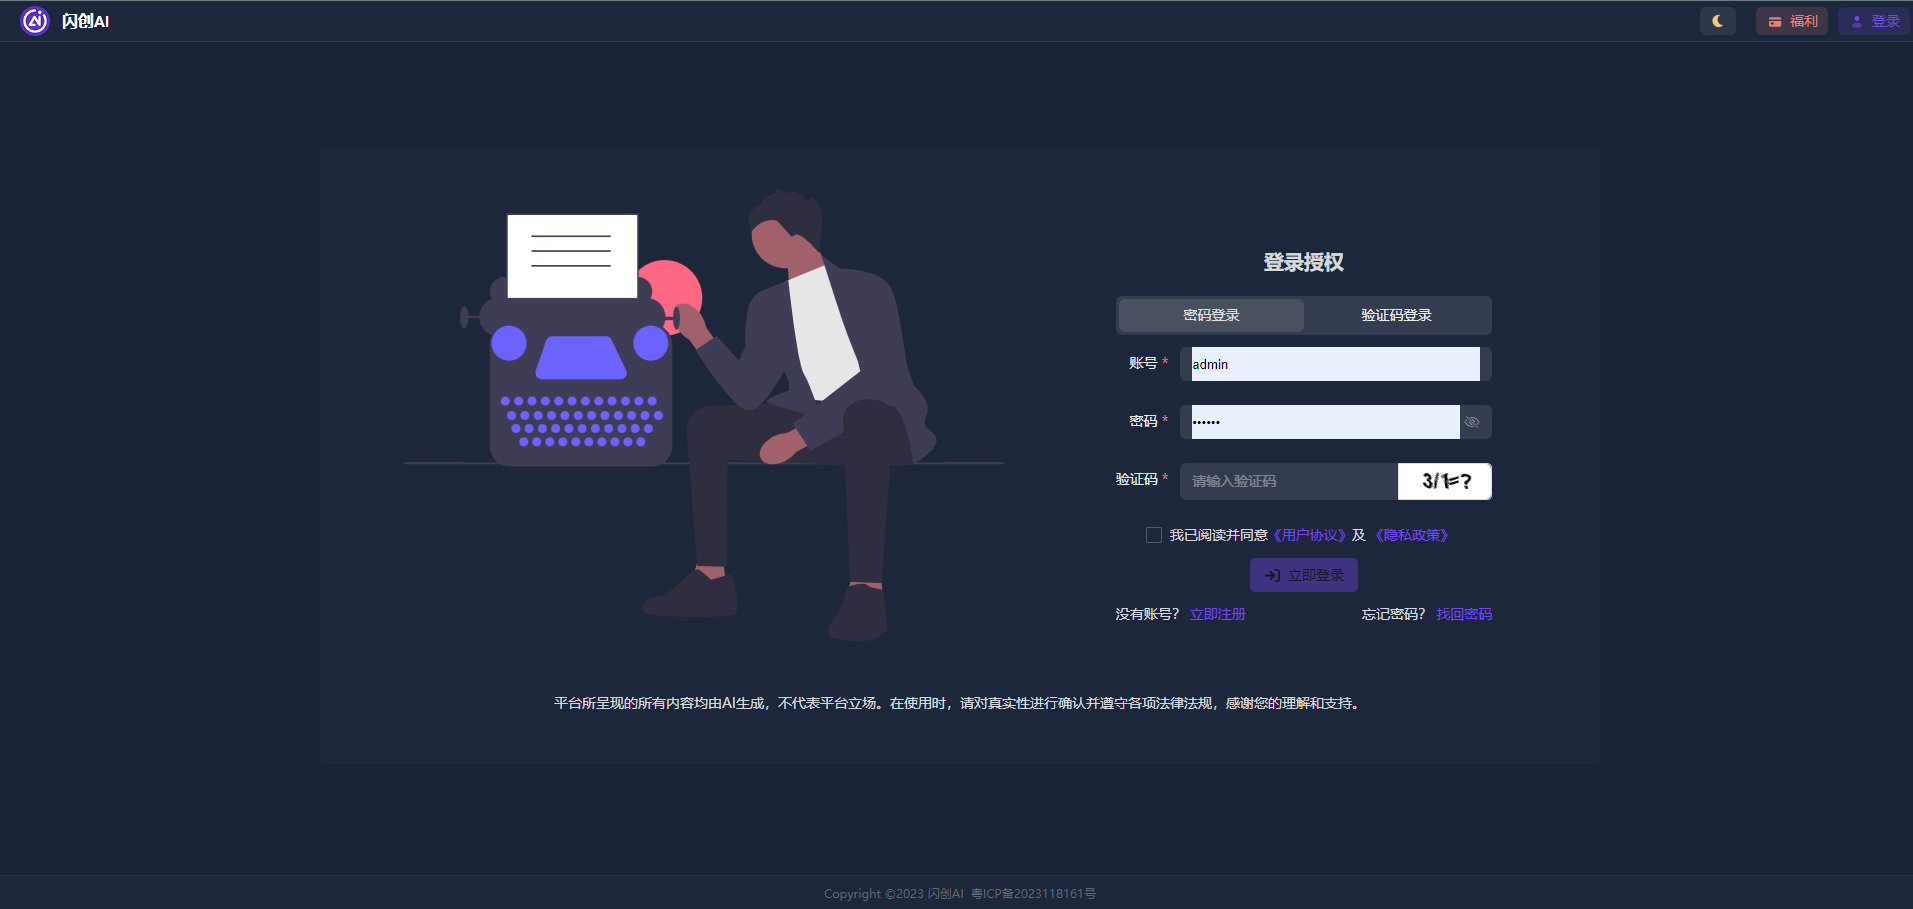 闪创AI
福利
登录
登录授权
密码登录
验证码登录
账号 *
admin
密码 *
••••••
验证码 *
请输入验证码
3/1=?
我已阅读并同意《用户协议》及 《隐私政策》
立即登录
没有账号？ 立即注册
忘记密码？ 找回密码
平台所呈现的所有内容均由AI生成，不代表平台立场。在使用时，请对真实性进行确认并遵守各项法律法规，感谢您的理解和支持。
Copyright ©2023 闪创AI 粤ICP备2023118161号